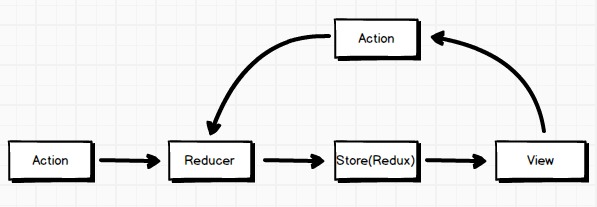 Action
Action
Reducer
Store(Redux)
View